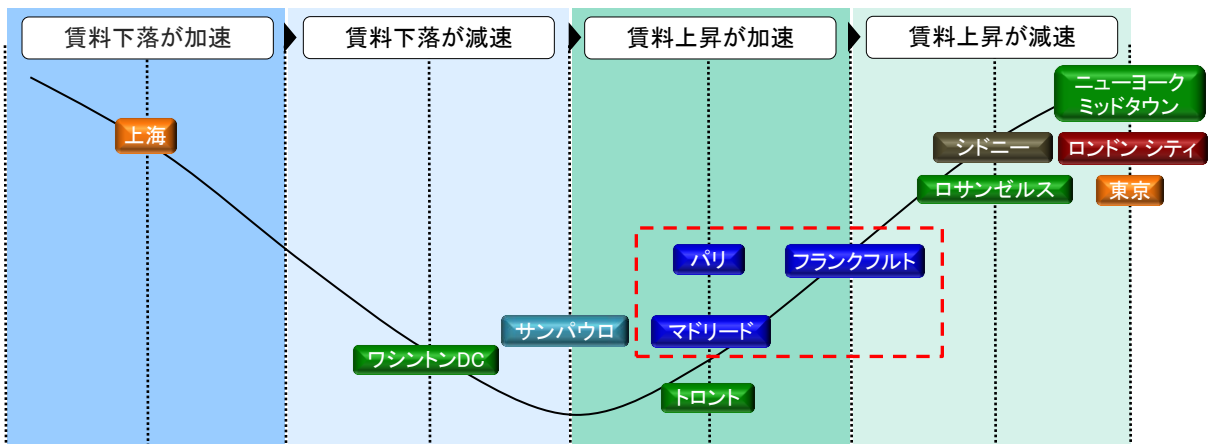 賃料下落が加速
賃料下落が減速
賃料上昇が加速
賃料上昇が減速
ニューヨーク
ミッドタウン
上海
シドニー
ロンドン シティ
ロサンゼルス
東京
パリ
フランクフルト
サンパウロ
マドリード
ワシントンDC
トロント